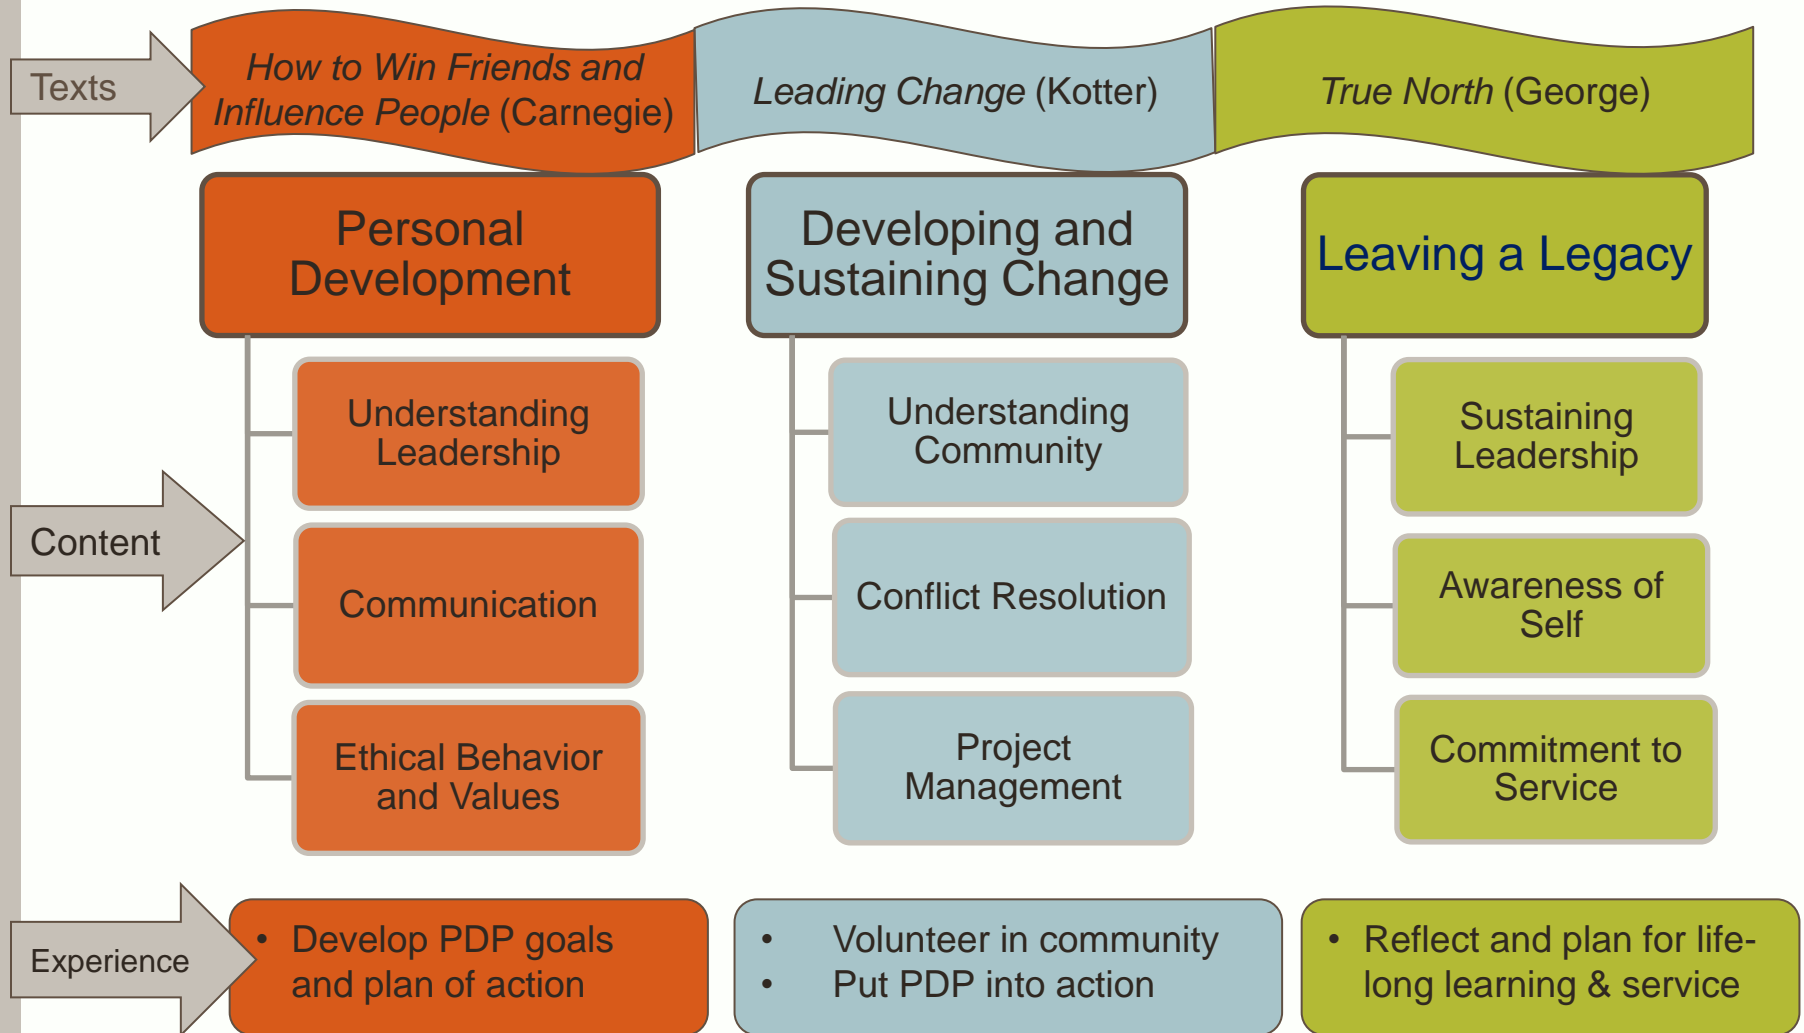 Texts
How to Win Friends and
Influence People (Carnegie)
Leading Change (Kotter)
True North (George)
Personal
Development
Developing and
Sustaining Change
Leaving a Legacy
Content
Understanding
Leadership
Communication
Ethical Behavior
and Values
Understanding
Community
Conflict Resolution
Project
Management
Sustaining
Leadership
Awareness of
Self
Commitment to
Service
Experience
• Develop PDP goals
and plan of action
• Volunteer in community
• Put PDP into action
• Reflect and plan for life-
long learning & service